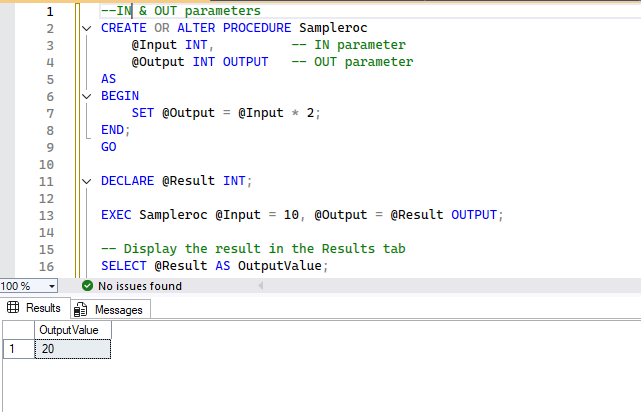 1 --IN & OUT parameters
2 CREATE OR ALTER PROCEDURE Sampleroc
3 @Input INT, -- IN parameter
4 @Output INT OUTPUT -- OUT parameter
5 AS
6 BEGIN
7 SET @Output = @Input * 2;
8 END;
9 GO
10
11 DECLARE @Result INT;
12
13 EXEC Sampleroc @Input = 10, @Output = @Result OUTPUT;
14
15 -- Display the result in the Results tab
16 SELECT @Result AS OutputValue;
100 % No issues found
Results Messages
OutputValue
1 20